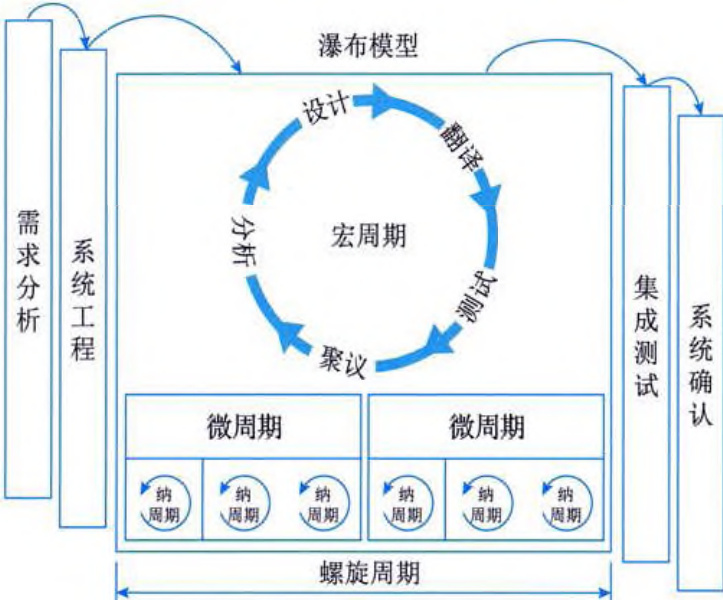 瀑布模型
需求分析
系统工程
设计
翻译
测试
聚议
分析
宏周期
集成测试
系统确认
微周期
微周期
纳
周期
纳
周期
纳
周期
纳
周期
纳
周期
纳
周期
螺旋周期